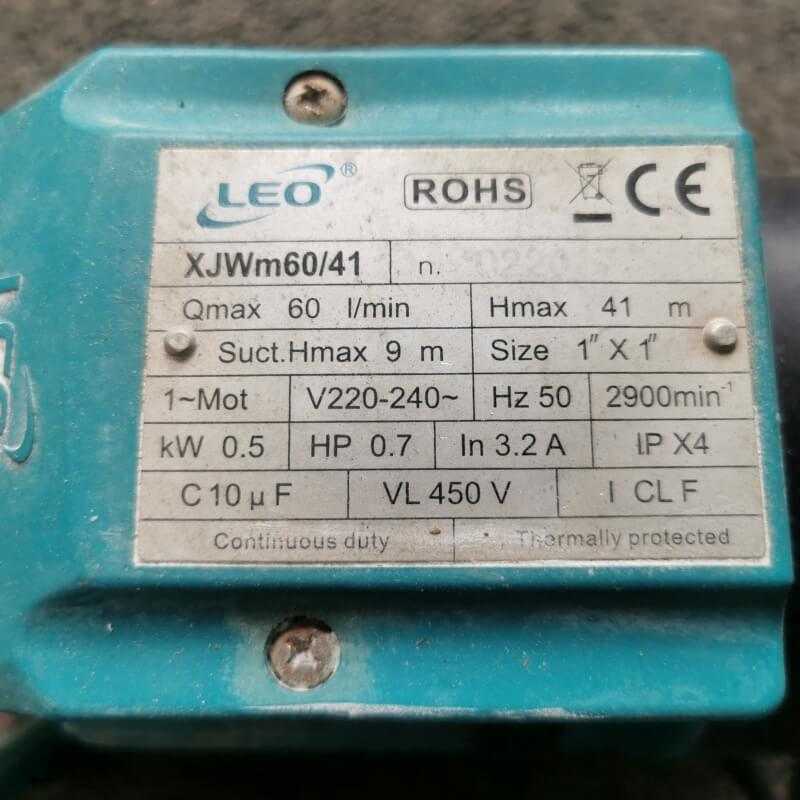 LEO ® ROHS CE
XJWm60/41 n.
Qmax 60 l/min Hmax 41 m
Suct.Hmax 9 m Size 1" X 1"
1~Mot V220-240~ Hz 50 2900min-1
kW 0.5 HP 0.7 In 3.2 A IP X4
C 10 µ F VL 450 V I CL F
Continuous duty Thermally protected